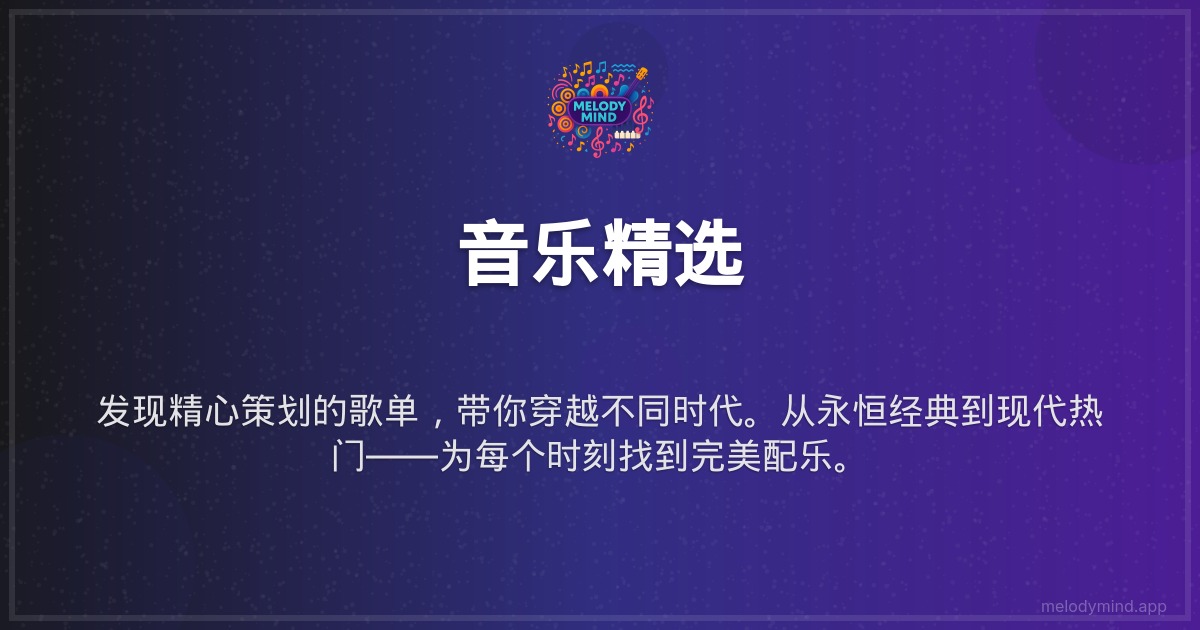 MELODY
MIND
音乐精选
发现精心策划的歌单，带你穿越不同时代。从永恒经典到现代热
门——为每个时刻找到完美配乐。
melodymind.app